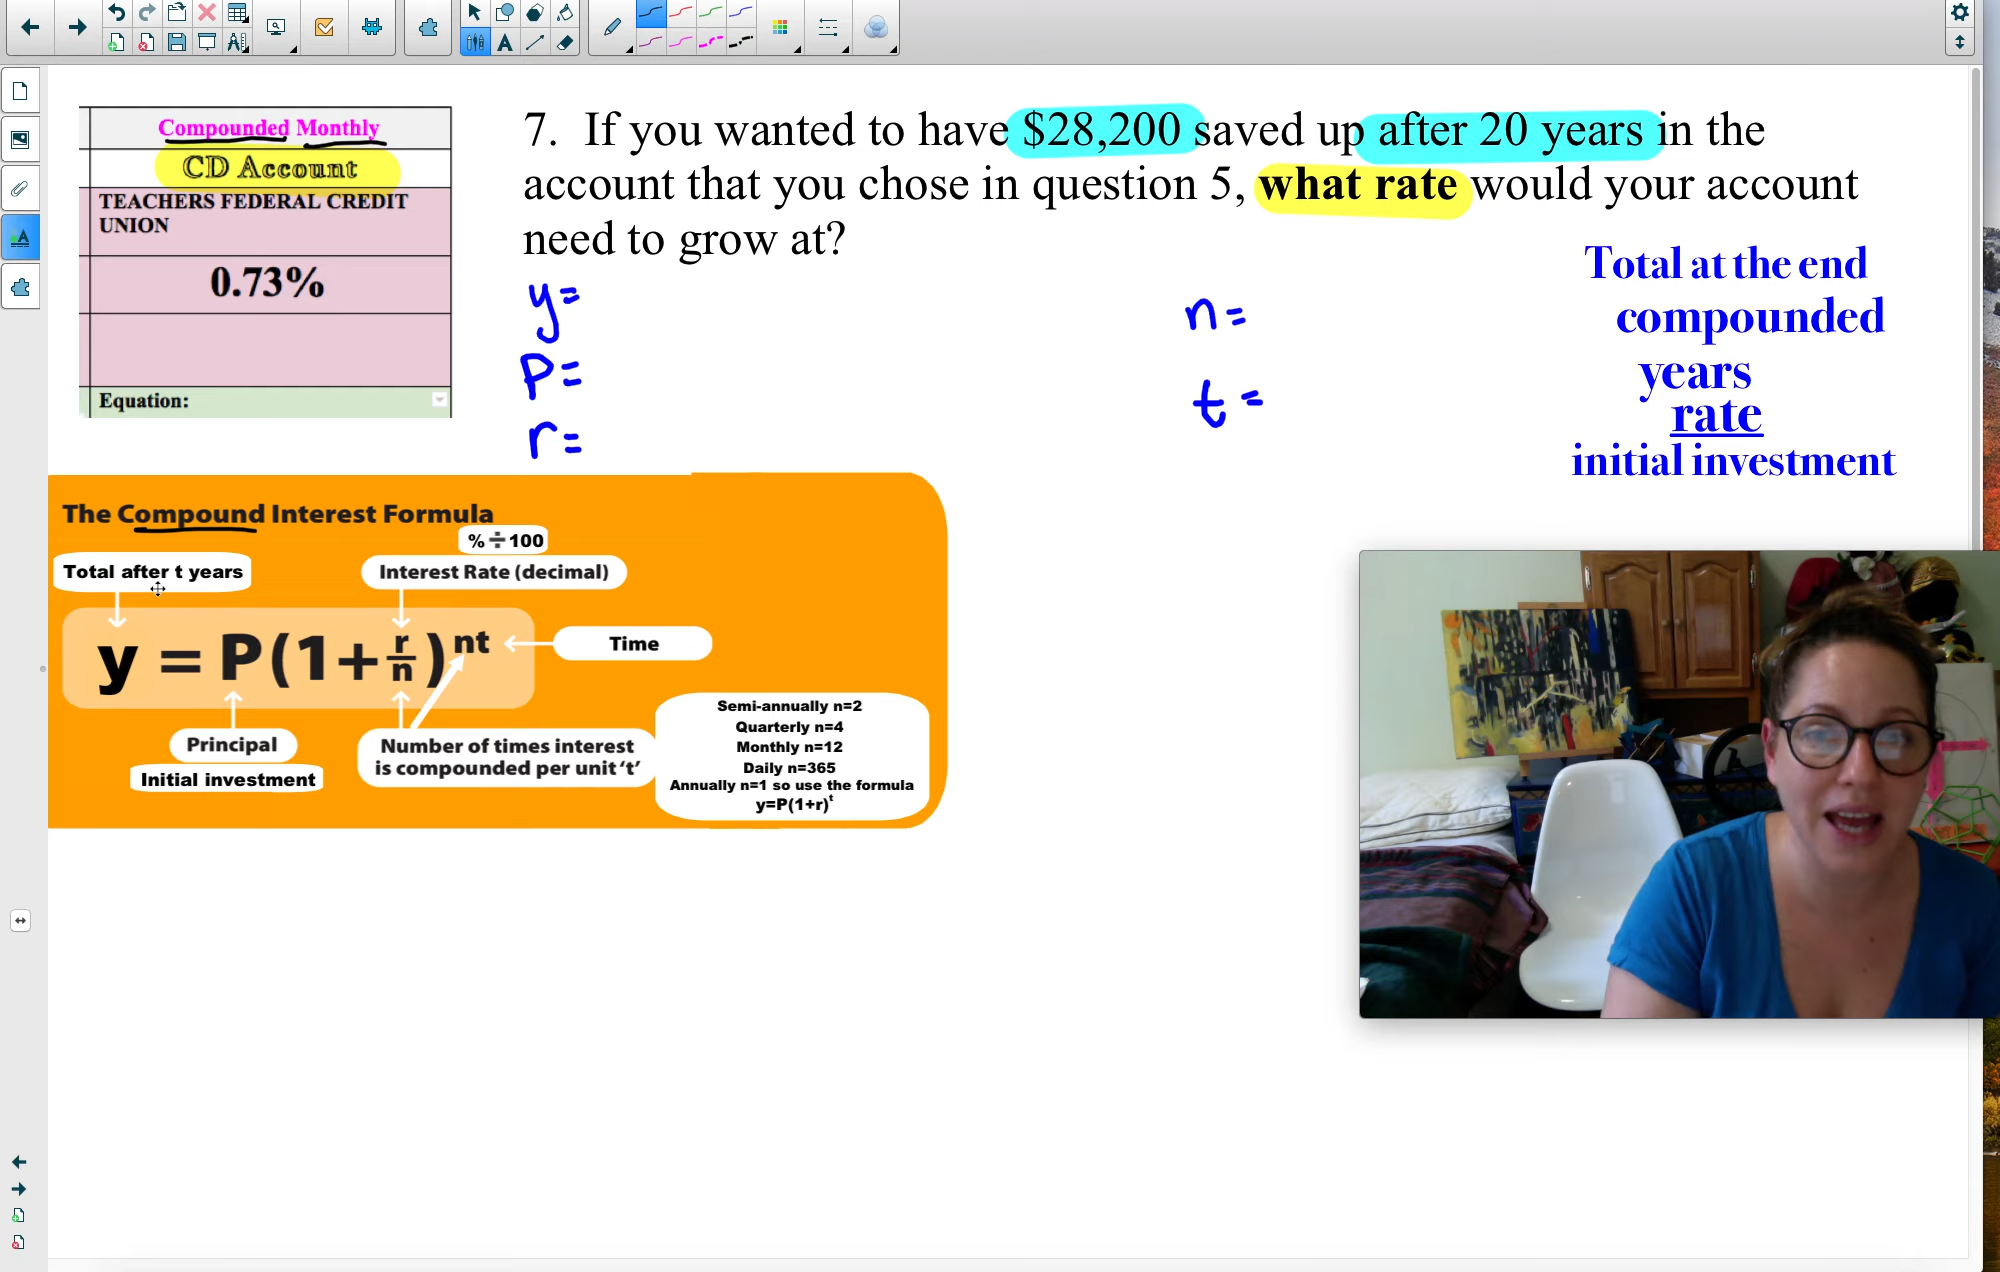 Compounded Monthly
CD Account
TEACHERS FEDERAL CREDIT
UNION
0.73%
Equation:
7. If you wanted to have $28,200 saved up after 20 years in the
account that you chose in question 5, what rate would your account
need to grow at?
y=
P=
r=
n=
t=
Total at the end
compounded
years
rate
initial investment
The Compound Interest Formula
% ÷ 100
Total after t years
Interest Rate (decimal)
y = P(1+r/n)^nt
Time
Principal
Initial investment
Number of times interest
is compounded per unit ‘t’
Semi-annually n=2
Quarterly n=4
Monthly n=12
Daily n=365
Annually n=1 so use the formula
y=P(1+r)^t